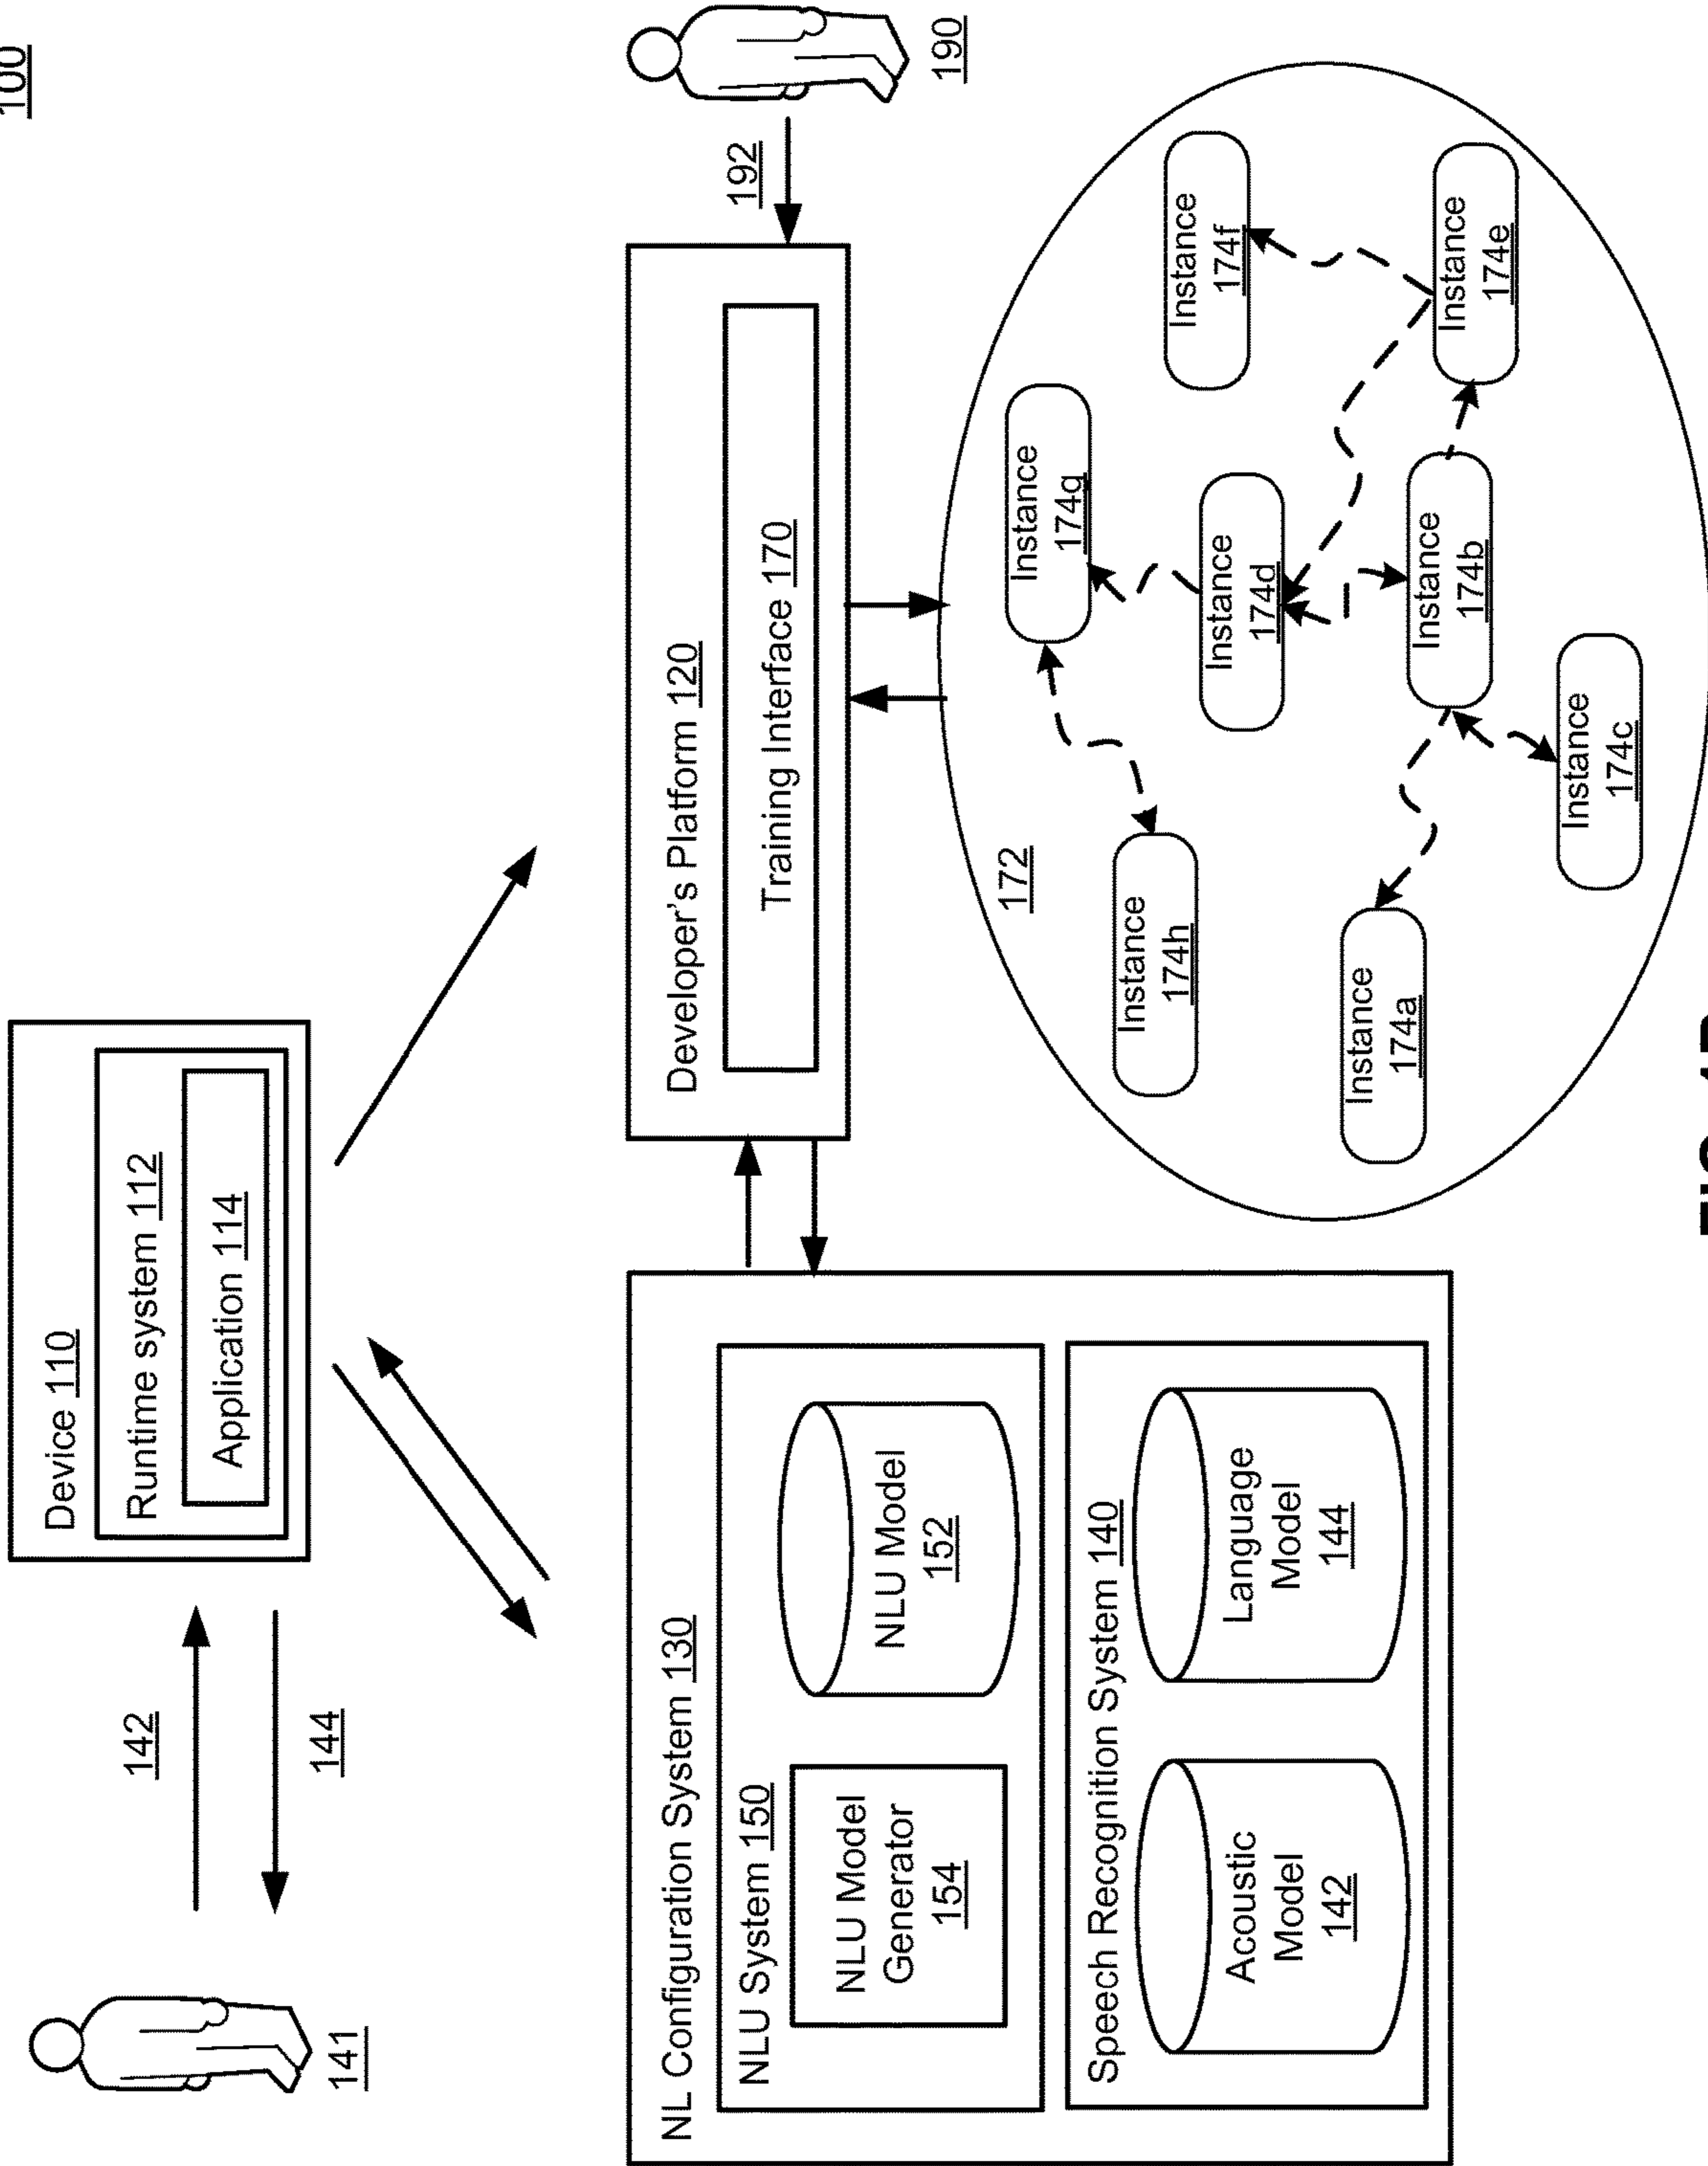 100
Device 110
Runtime system 112
Application 114
142
144
141
190
192
NL Configuration System 130
NLU System 150
NLU Model
Generator
154
NLU Model
152
Speech Recognition System 140
Acoustic
Model
142
Language
Model
144
Developer's Platform 120
Training Interface 170
172
Instance
174g
Instance
174h
Instance
174f
Instance
174d
Instance
174a
Instance
174b
Instance
174e
Instance
174c